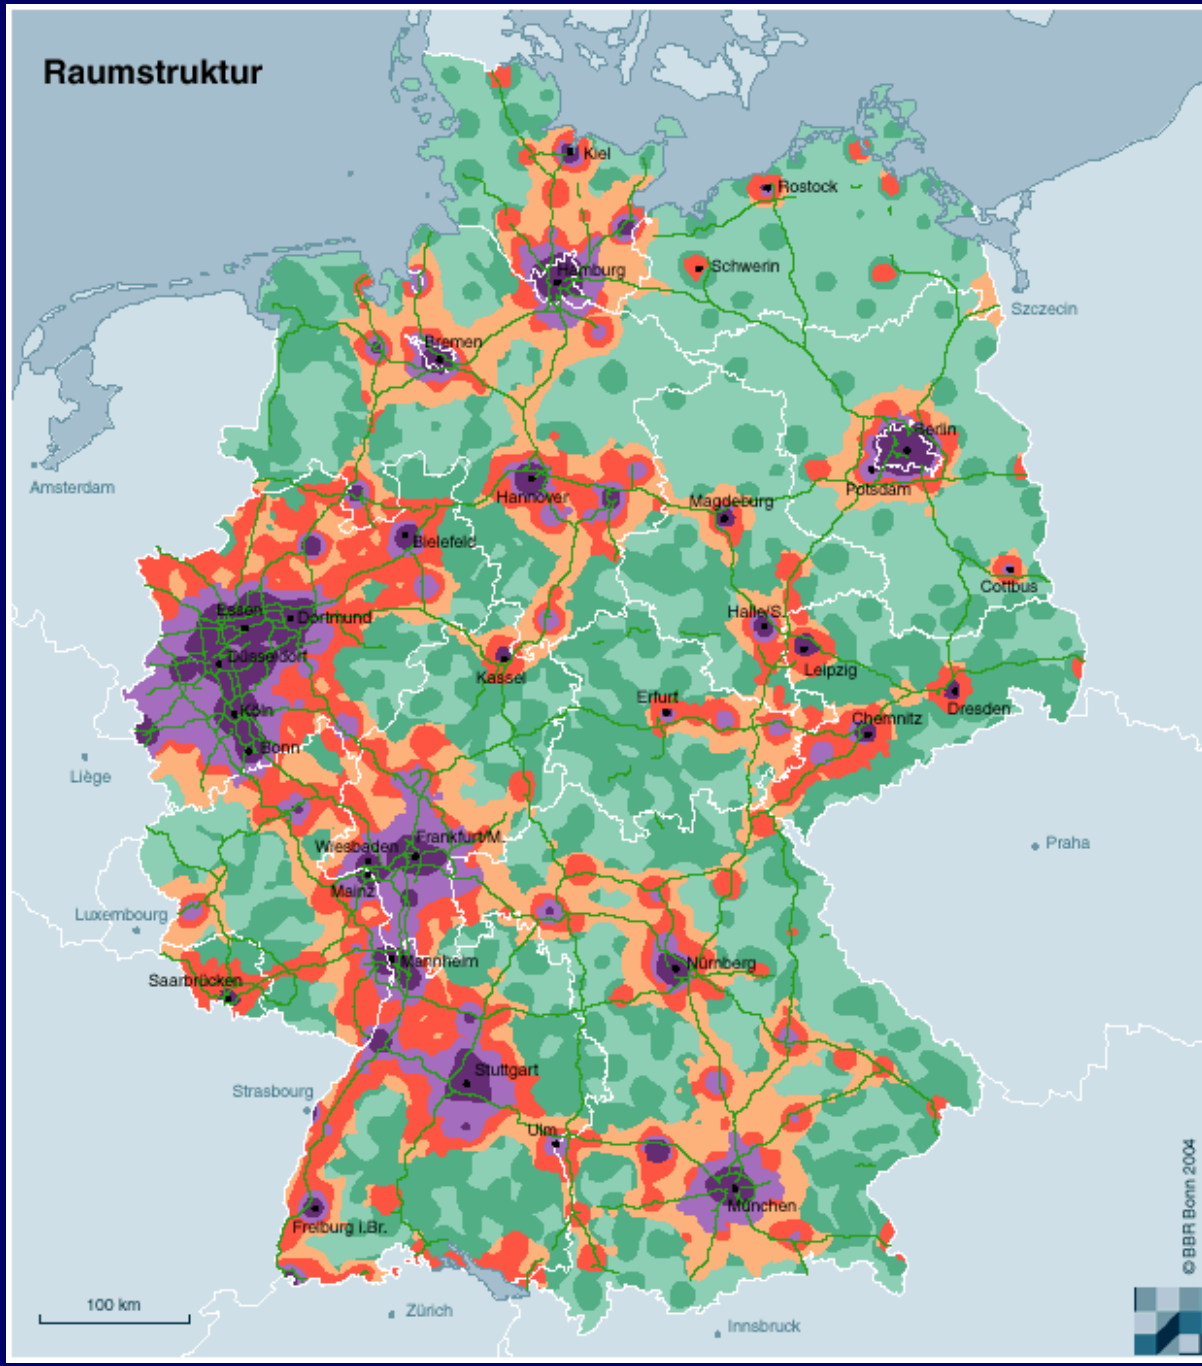 Raumstruktur
Kiel
Rostock
Schwerin
Hamburg
Szczecin
Bremen
Berlin
Amsterdam
Hannover
Potsdam
Magdeburg
Bielefeld
Cottbus
Essen
Dortmund
Halle/S.
Düsseldorf
Leipzig
Kassel
Erfurt
Köln
Dresden
Chemnitz
Bonn
Liège
Frankfurt/M.
Wiesbaden
Praha
Mainz
Luxembourg
Mannheim
Nürnberg
Saarbrücken
Stuttgart
Strasbourg
Ulm
München
Freiburg i.Br.
100 km
Zürich
Innsbruck
© BBR Bonn 2004